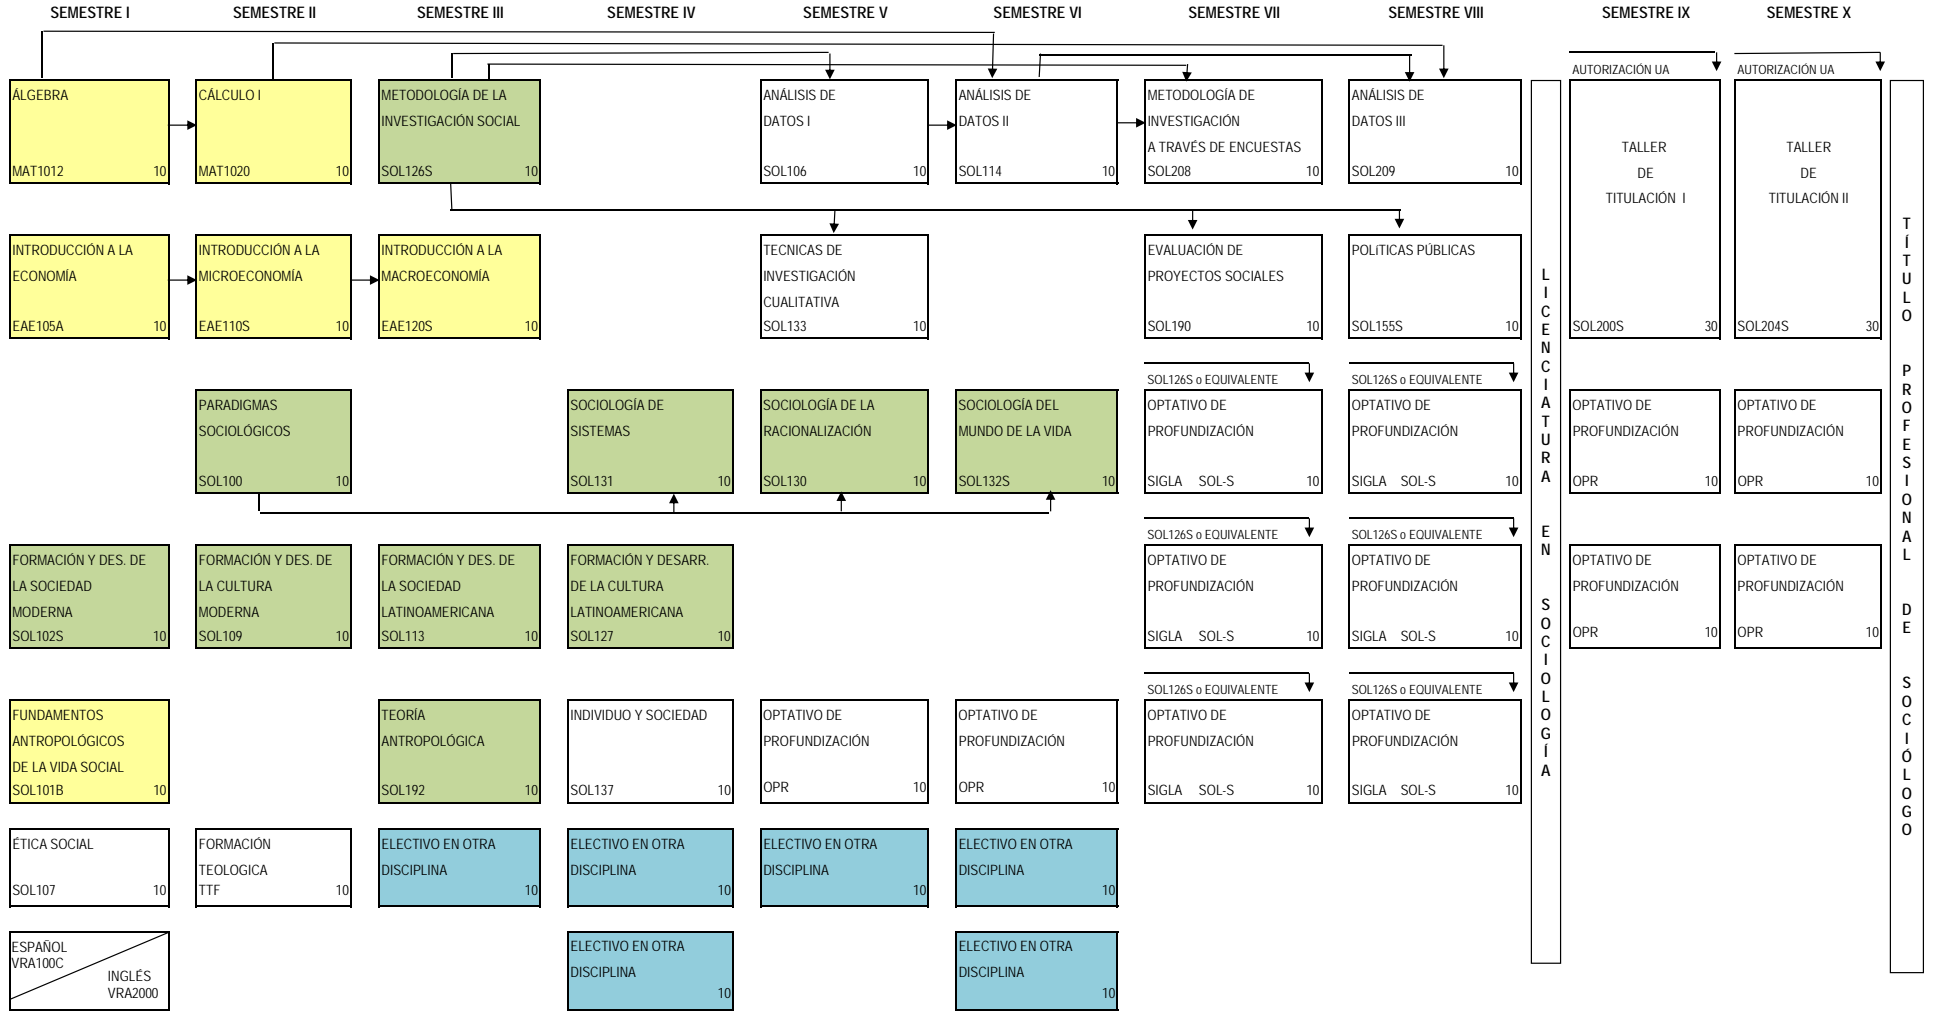 SEMESTRE I
SEMESTRE II
SEMESTRE III
SEMESTRE IV
SEMESTRE V
SEMESTRE VI
SEMESTRE VII
SEMESTRE VIII
SEMESTRE IX
SEMESTRE X
AUTORIZACIÓN UA
AUTORIZACIÓN UA
ÁLGEBRA
MAT1012 10
CÁLCULO I
MAT1020 10
METODOLOGÍA DE LA
INVESTIGACIÓN SOCIAL
SOL126S 10
ANÁLISIS DE
DATOS I
SOL106 10
ANÁLISIS DE
DATOS II
SOL114 10
METODOLOGÍA DE
INVESTIGACIÓN
A TRAVÉS DE ENCUESTAS
SOL208 10
ANÁLISIS DE
DATOS III
SOL209 10
TALLER
DE
TITULACIÓN I
SOL200S 30
TALLER
DE
TITULACIÓN II
SOL204S 30
INTRODUCCIÓN A LA
ECONOMÍA
EAE105A 10
INTRODUCCIÓN A LA
MICROECONOMÍA
EAE110S 10
INTRODUCCIÓN A LA
MACROECONOMÍA
EAE120S 10
TECNICAS DE
INVESTIGACIÓN
CUALITATIVA
SOL133 10
EVALUACIÓN DE
PROYECTOS SOCIALES
SOL190 10
POLíTICAS PÚBLICAS
SOL155S 10
SOL126S o EQUIVALENTE
SOL126S o EQUIVALENTE
PARADIGMAS
SOCIOLÓGICOS
SOL100 10
SOCIOLOGÍA DE
SISTEMAS
SOL131 10
SOCIOLOGÍA DE LA
RACIONALIZACIÓN
SOL130 10
SOCIOLOGÍA DEL
MUNDO DE LA VIDA
SOL132S 10
OPTATIVO DE
PROFUNDIZACIÓN
SIGLA SOL-S 10
OPTATIVO DE
PROFUNDIZACIÓN
SIGLA SOL-S 10
OPTATIVO DE
PROFUNDIZACIÓN
OPR 10
OPTATIVO DE
PROFUNDIZACIÓN
OPR 10
SOL126S o EQUIVALENTE
SOL126S o EQUIVALENTE
FORMACIÓN Y DES. DE
LA SOCIEDAD
MODERNA
SOL102S 10
FORMACIÓN Y DES. DE
LA CULTURA
MODERNA
SOL109 10
FORMACIÓN Y DES. DE
LA SOCIEDAD
LATINOAMERICANA
SOL113 10
FORMACIÓN Y DESARR.
DE LA CULTURA
LATINOAMERICANA
SOL127 10
OPTATIVO DE
PROFUNDIZACIÓN
SIGLA SOL-S 10
OPTATIVO DE
PROFUNDIZACIÓN
SIGLA SOL-S 10
OPTATIVO DE
PROFUNDIZACIÓN
OPR 10
OPTATIVO DE
PROFUNDIZACIÓN
OPR 10
SOL126S o EQUIVALENTE
SOL126S o EQUIVALENTE
FUNDAMENTOS
ANTROPOLÓGICOS
DE LA VIDA SOCIAL
SOL101B 10
TEORÍA
ANTROPOLÓGICA
SOL192 10
INDIVIDUO Y SOCIEDAD
SOL137 10
OPTATIVO DE
PROFUNDIZACIÓN
OPR 10
OPTATIVO DE
PROFUNDIZACIÓN
OPR 10
OPTATIVO DE
PROFUNDIZACIÓN
SIGLA SOL-S 10
OPTATIVO DE
PROFUNDIZACIÓN
SIGLA SOL-S 10
ÉTICA SOCIAL
SOL107 10
FORMACIÓN
TEOLOGICA
TTF 10
ELECTIVO EN OTRA
DISCIPLINA
10
ELECTIVO EN OTRA
DISCIPLINA
10
ELECTIVO EN OTRA
DISCIPLINA
10
ELECTIVO EN OTRA
DISCIPLINA
10
ESPAÑOL
VRA100C
INGLÉS
VRA2000
ELECTIVO EN OTRA
DISCIPLINA
10
ELECTIVO EN OTRA
DISCIPLINA
10
LICENCIATURA EN SOCIOLOGÍA
TÍTULO PROFESIONAL DE SOCIÓLOGO